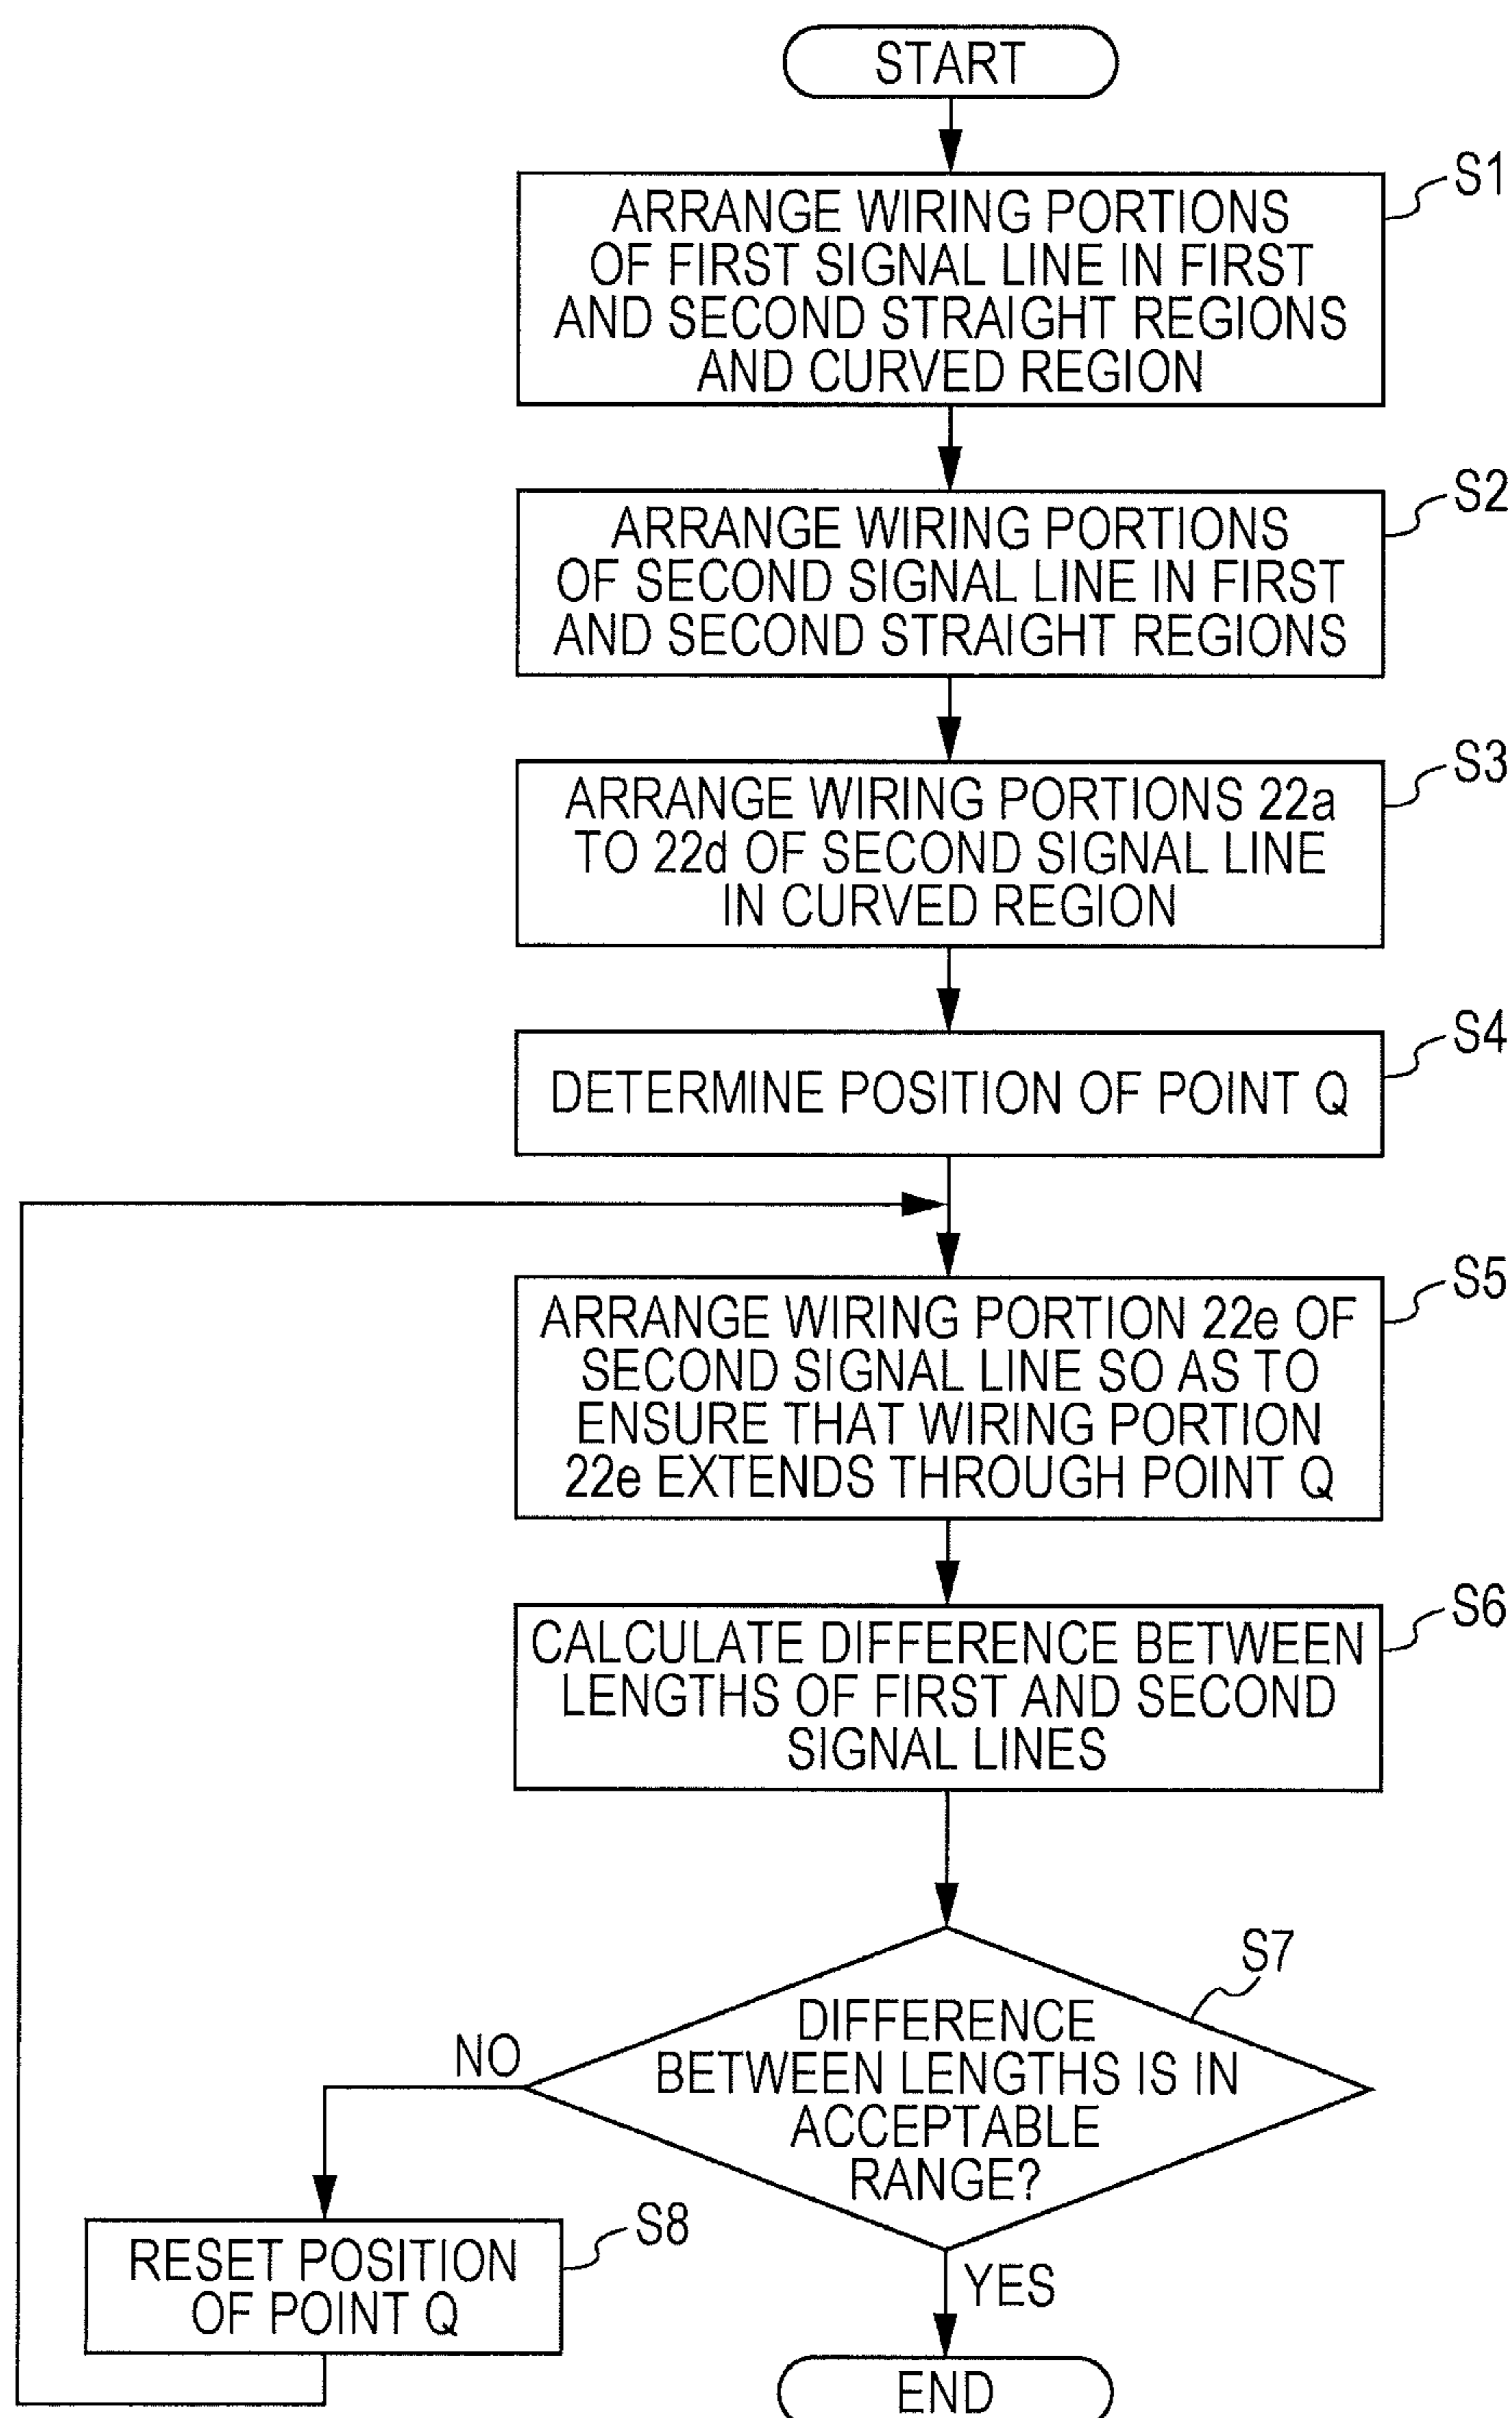 START
S1
ARRANGE WIRING PORTIONS
OF FIRST SIGNAL LINE IN FIRST
AND SECOND STRAIGHT REGIONS
AND CURVED REGION
S2
ARRANGE WIRING PORTIONS
OF SECOND SIGNAL LINE IN FIRST
AND SECOND STRAIGHT REGIONS
S3
ARRANGE WIRING PORTIONS 22a
TO 22d OF SECOND SIGNAL LINE
IN CURVED REGION
S4
DETERMINE POSITION OF POINT Q
S5
ARRANGE WIRING PORTION 22e OF
SECOND SIGNAL LINE SO AS TO
ENSURE THAT WIRING PORTION
22e EXTENDS THROUGH POINT Q
S6
CALCULATE DIFFERENCE BETWEEN
LENGTHS OF FIRST AND SECOND
SIGNAL LINES
S7
DIFFERENCE
BETWEEN LENGTHS IS IN
ACCEPTABLE
RANGE?
NO
S8
RESET POSITION
OF POINT Q
YES
END